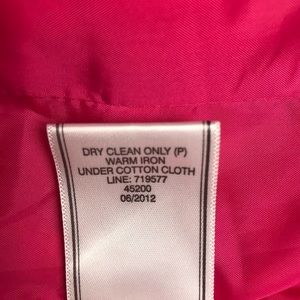 DRY CLEAN ONLY (P)
WARM IRON
UNDER COTTON CLOTH
LINE: 719577
45200
06/2012